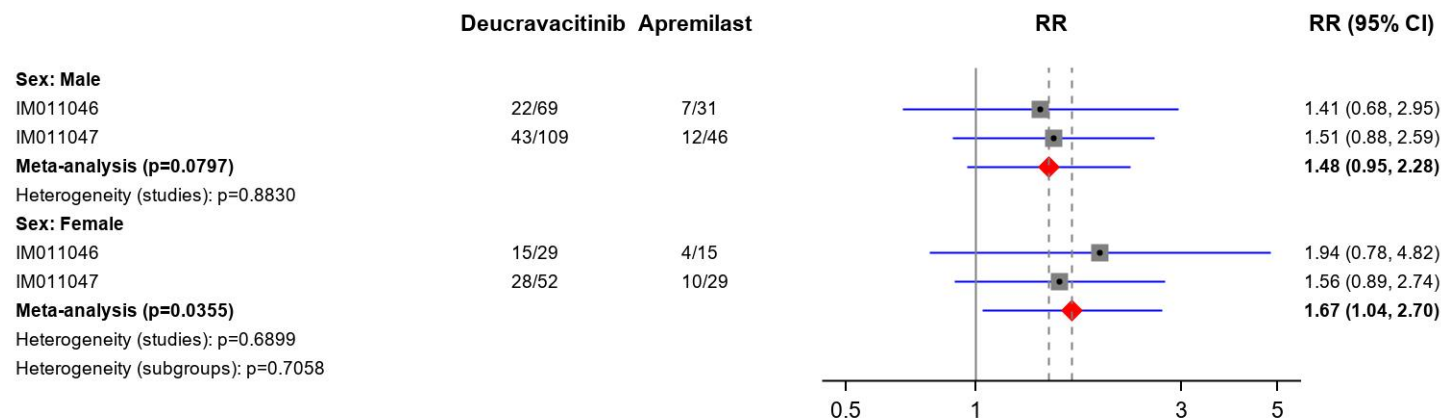 Deucravacitinib Apremilast RR RR (95% CI)
Sex: Male
IM011046 22/69 7/31 1.41 (0.68, 2.95)
IM011047 43/109 12/46 1.51 (0.88, 2.59)
Meta-analysis (p=0.0797) 1.48 (0.95, 2.28)
Heterogeneity (studies): p=0.8830
Sex: Female
IM011046 15/29 4/15 1.94 (0.78, 4.82)
IM011047 28/52 10/29 1.56 (0.89, 2.74)
Meta-analysis (p=0.0355) 1.67 (1.04, 2.70)
Heterogeneity (studies): p=0.6899
Heterogeneity (subgroups): p=0.7058
0.5 1 3 5